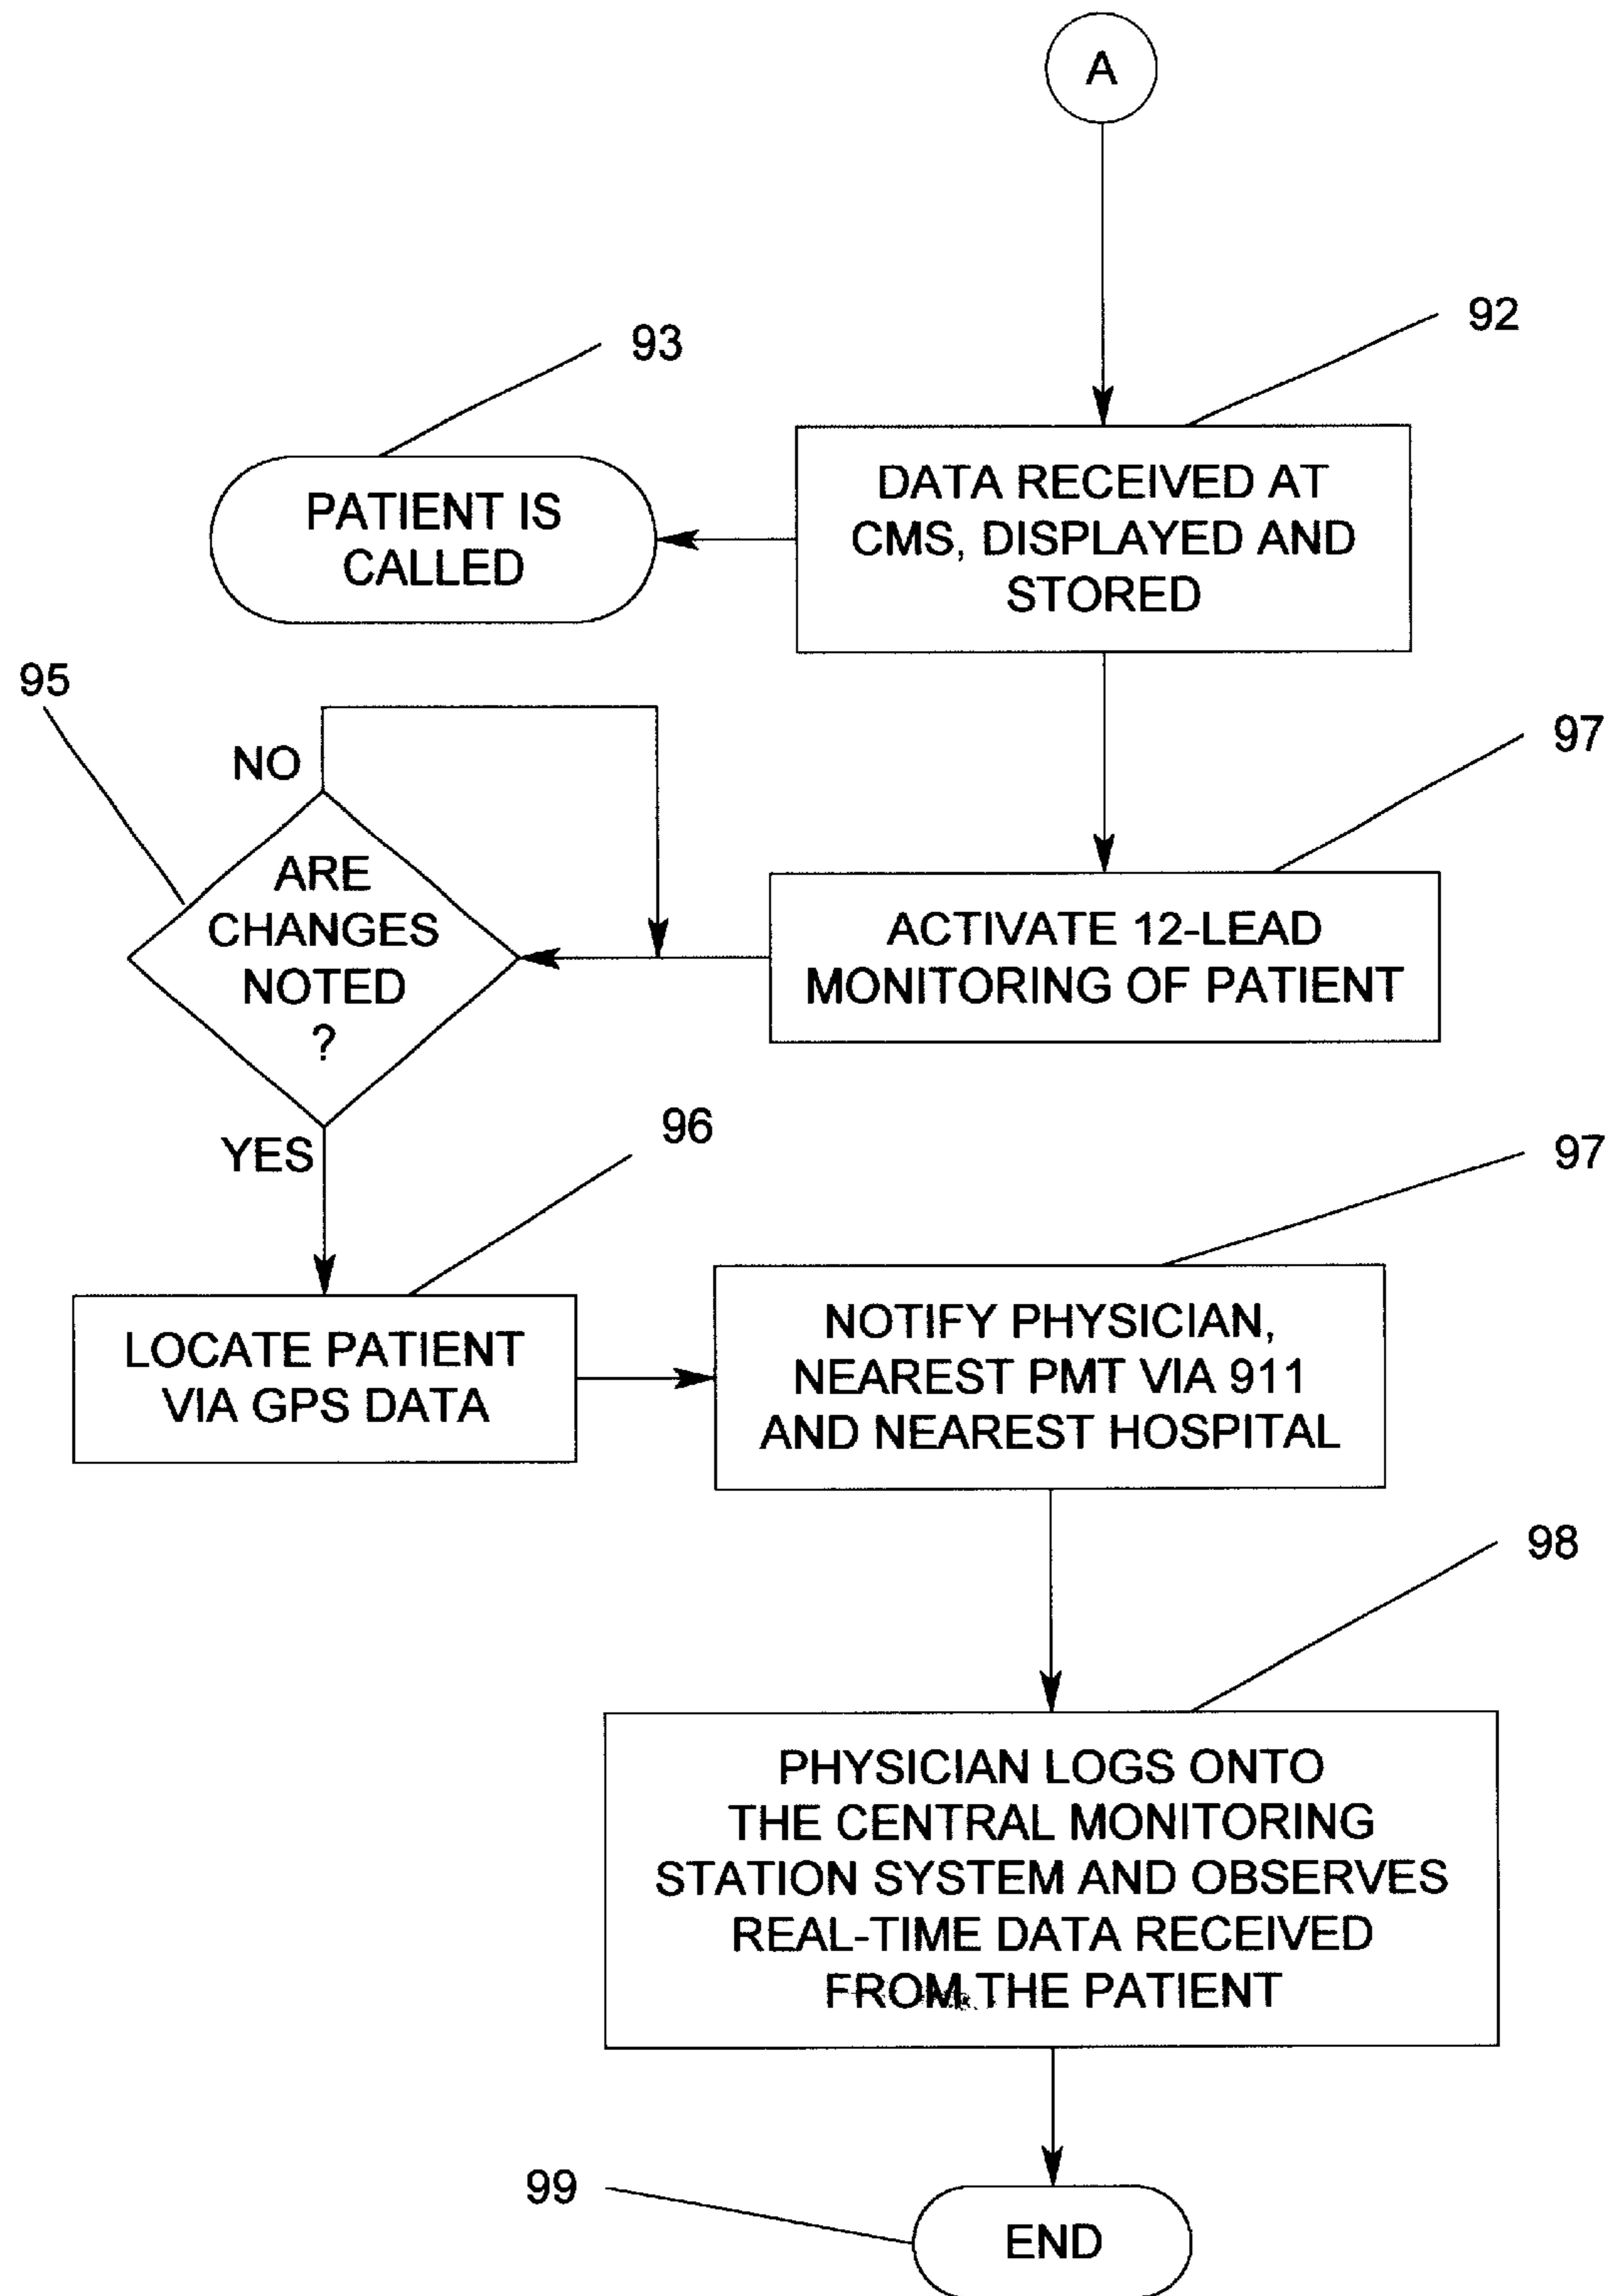 A
92
93
DATA RECEIVED AT
CMS, DISPLAYED AND
STORED
PATIENT IS
CALLED
95
97
NO
ARE
CHANGES
NOTED
?
ACTIVATE 12-LEAD
MONITORING OF PATIENT
YES
96
97
LOCATE PATIENT
VIA GPS DATA
NOTIFY PHYSICIAN,
NEAREST PMT VIA 911
AND NEAREST HOSPITAL
98
PHYSICIAN LOGS ONTO
THE CENTRAL MONITORING
STATION SYSTEM AND OBSERVES
REAL-TIME DATA RECEIVED
FROM THE PATIENT
99
END